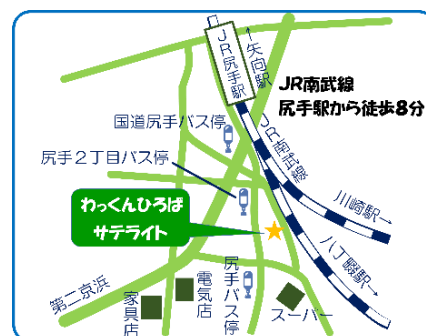 JR尻手駅
←矢向駅
JR南武線
尻手駅から徒歩8分
国道尻手バス停
JR南武線
尻手2丁目バス停
川崎駅→
わっくんひろば
サテライト
八丁畷駅→
第二京浜
家具店
電気店
尻手バス停
スーパー